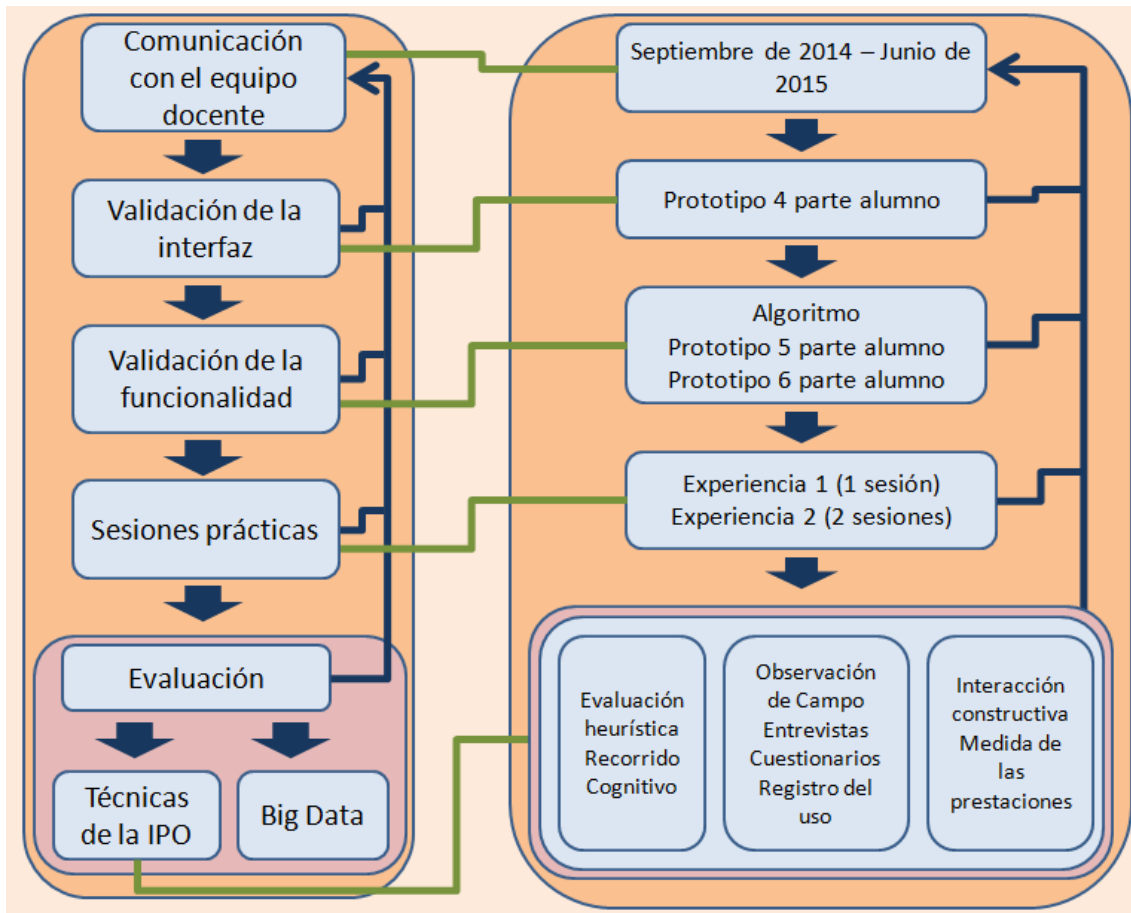 Comunicación
con el equipo
docente
Validación de la
interfaz
Validación de la
funcionalidad
Sesiones prácticas
Evaluación
Técnicas
de la IPO
Big Data
Septiembre de 2014 – Junio de
2015
Prototipo 4 parte alumno
Algoritmo
Prototipo 5 parte alumno
Prototipo 6 parte alumno
Experiencia 1 (1 sesión)
Experiencia 2 (2 sesiones)
Evaluación
heurística
Recorrido
Cognitivo
Observación
de Campo
Entrevistas
Cuestionarios
Registro del
uso
Interacción
constructiva
Medida de
las
prestaciones